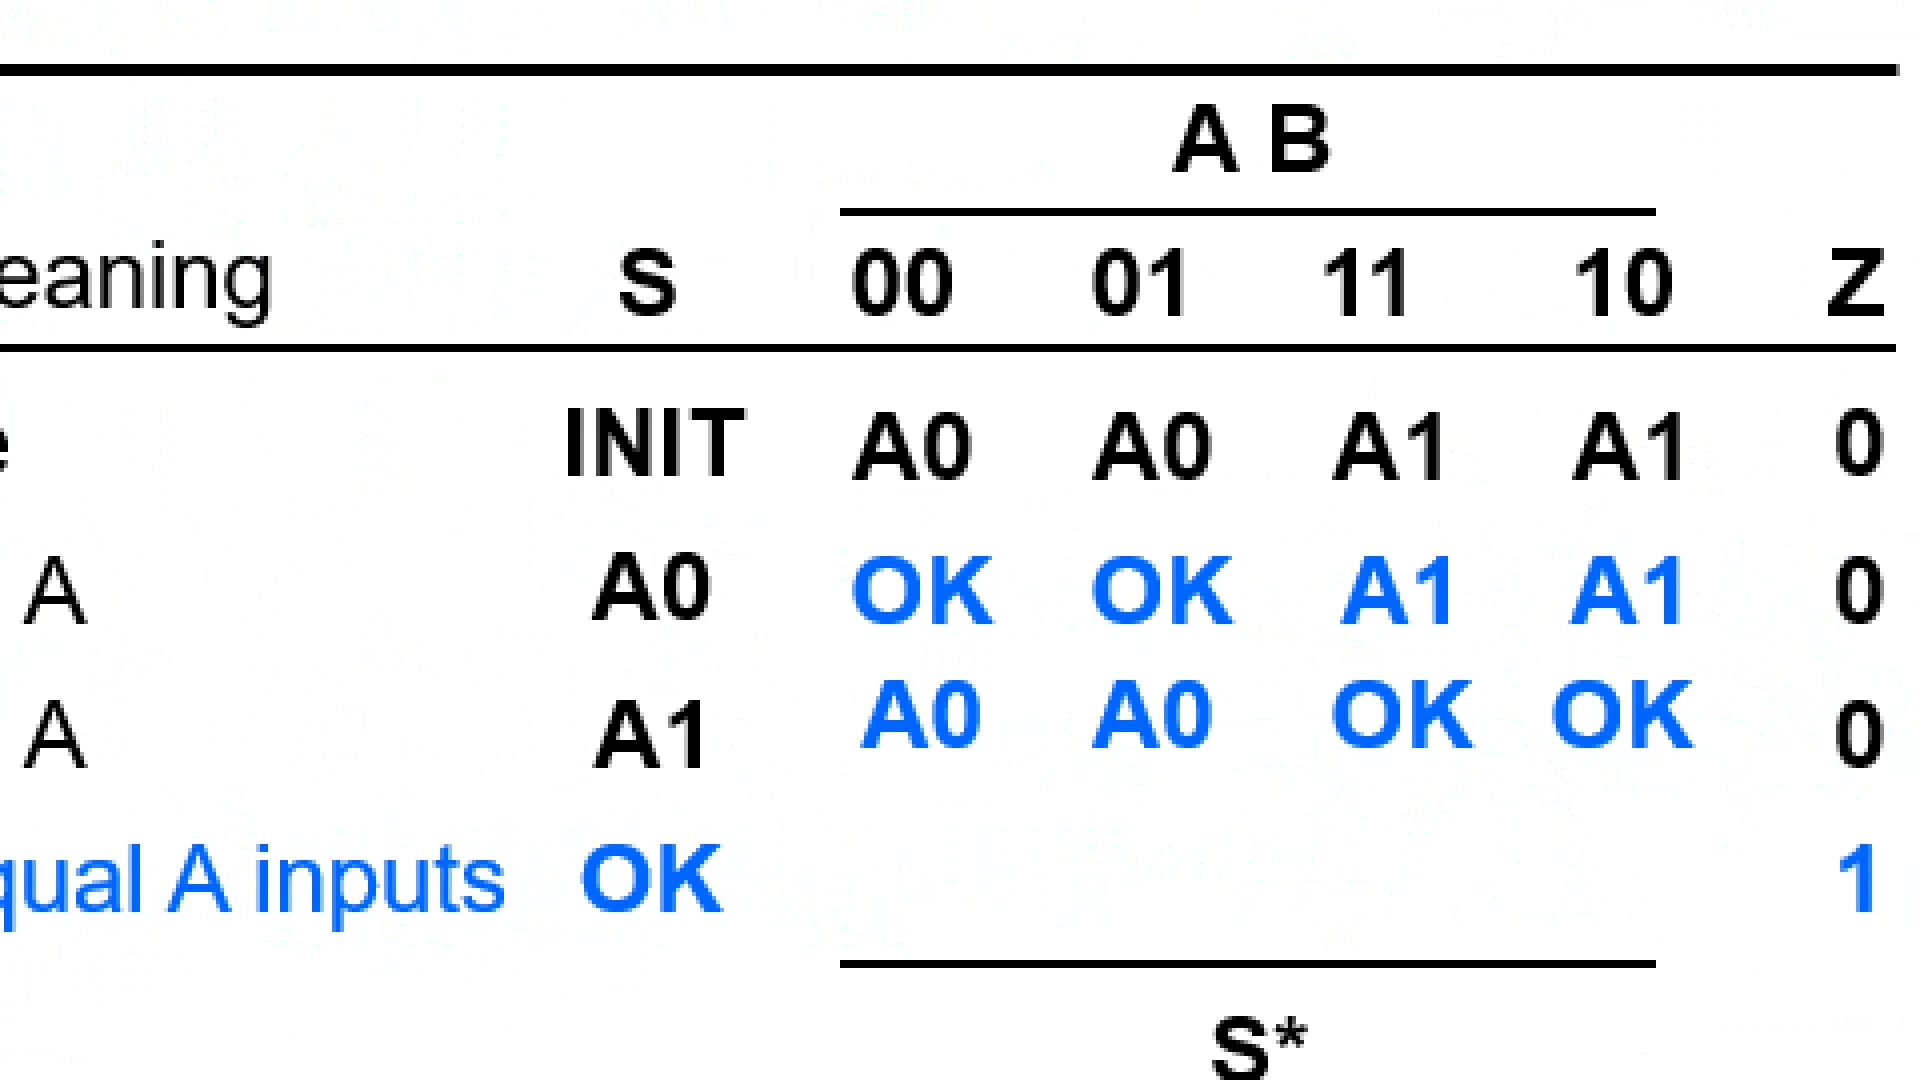 A B
eaning S 00 01 11 10 Z
e INIT A0 A0 A1 A1 0
A A0 OK OK A1 A1 0
A A1 A0 A0 OK OK 0
qual A inputs OK 1
S*